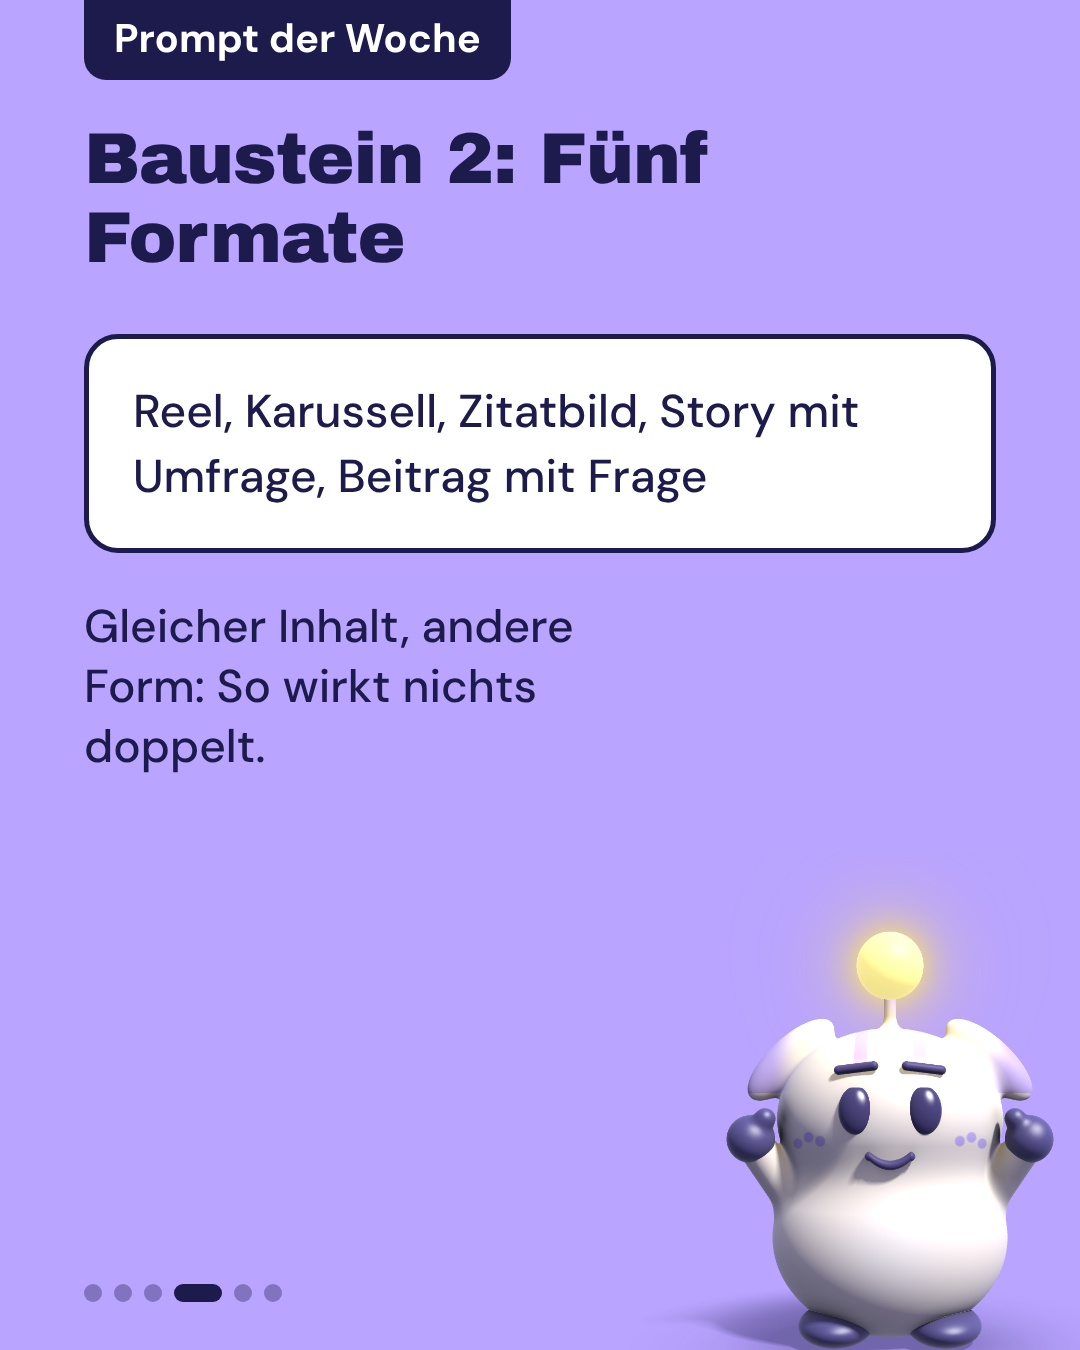 Prompt der Woche
Baustein 2: Fünf
Formate
Reel, Karussell, Zitatbild, Story mit
Umfrage, Beitrag mit Frage
Gleicher Inhalt, andere
Form: So wirkt nichts
doppelt.